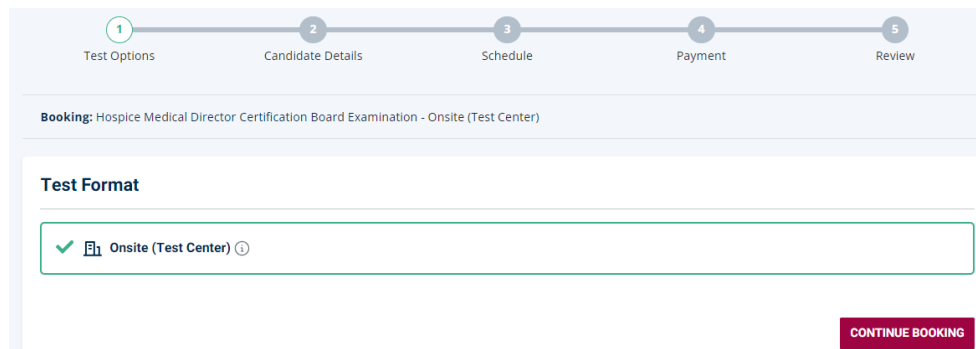 1 2 3 4 5
Test Options Candidate Details Schedule Payment Review
Booking: Hospice Medical Director Certification Board Examination - Onsite (Test Center)
Test Format
Onsite (Test Center) i
CONTINUE BOOKING